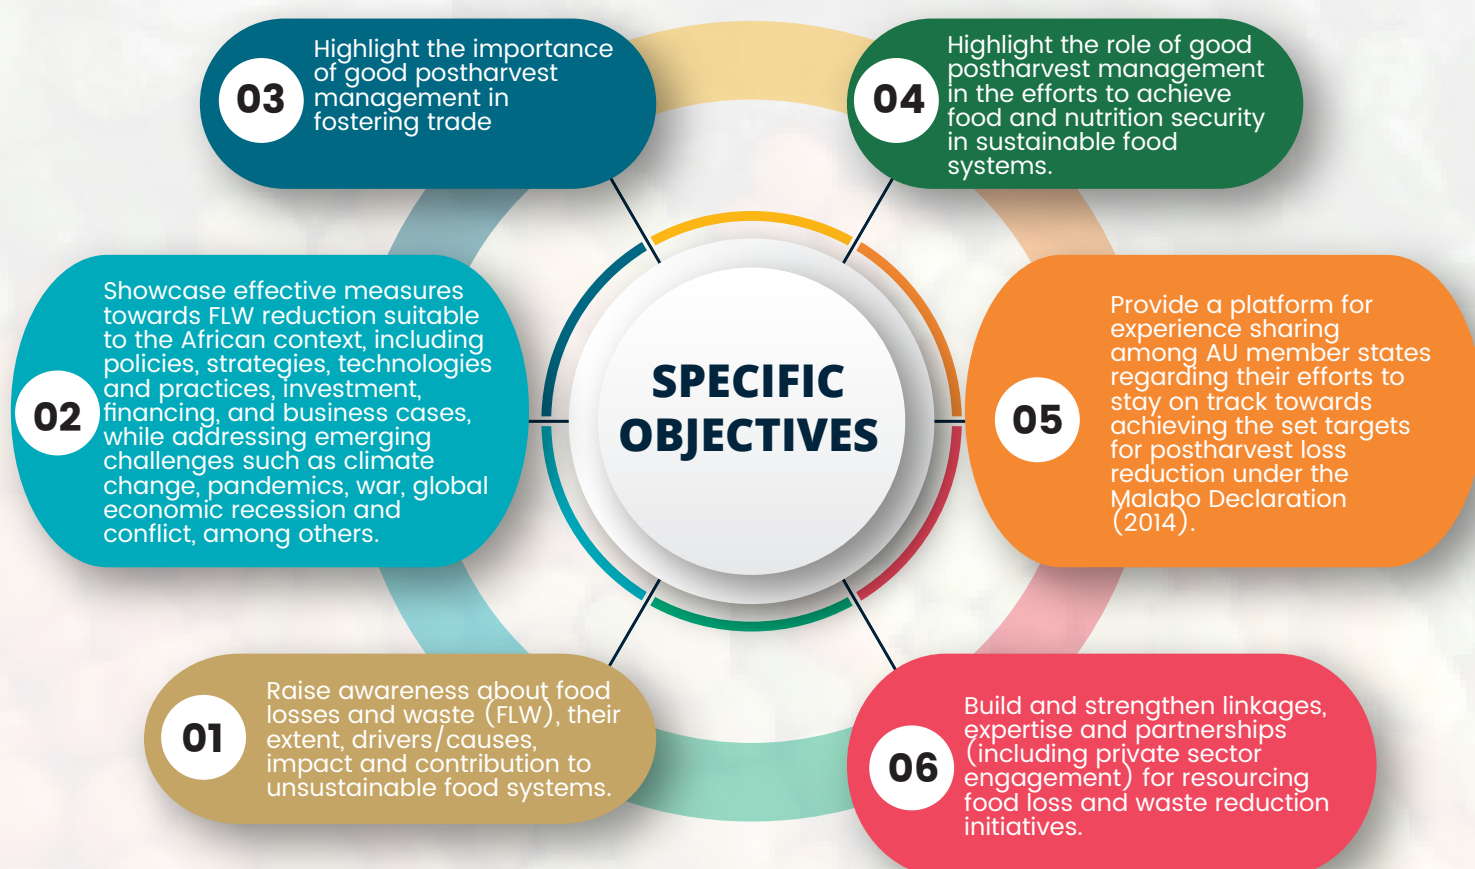 SPECIFIC
OBJECTIVES
01
Raise awareness about food
losses and waste (FLW), their
extent, drivers/causes,
impact and contribution to
unsustainable food systems.
02
Showcase effective measures
towards FLW reduction suitable
to the African context, including
policies, strategies, technologies
and practices, investment,
financing, and business cases,
while addressing emerging
challenges such as climate
change, pandemics, war, global
economic recession and
conflict, among others.
03
Highlight the importance
of good postharvest
management in
fostering trade
04
Highlight the role of good
postharvest management
in the efforts to achieve
food and nutrition security
in sustainable food
systems.
05
Provide a platform for
experience sharing
among AU member states
regarding their efforts to
stay on track towards
achieving the set targets
for postharvest loss
reduction under the
Malabo Declaration
(2014).
06
Build and strengthen linkages,
expertise and partnerships
(including private sector
engagement) for resourcing
food loss and waste reduction
initiatives.